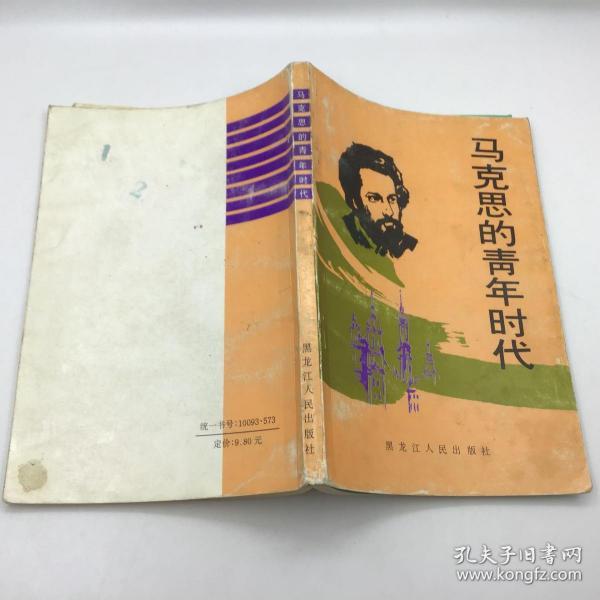 马克思的青年时代
黑龙江人民出版社
马克思的青年时代
黑龙江人民出版社
1
2
统一书号:10093·573
定价:9.80元
孔夫子旧书网
www.kongfz.com